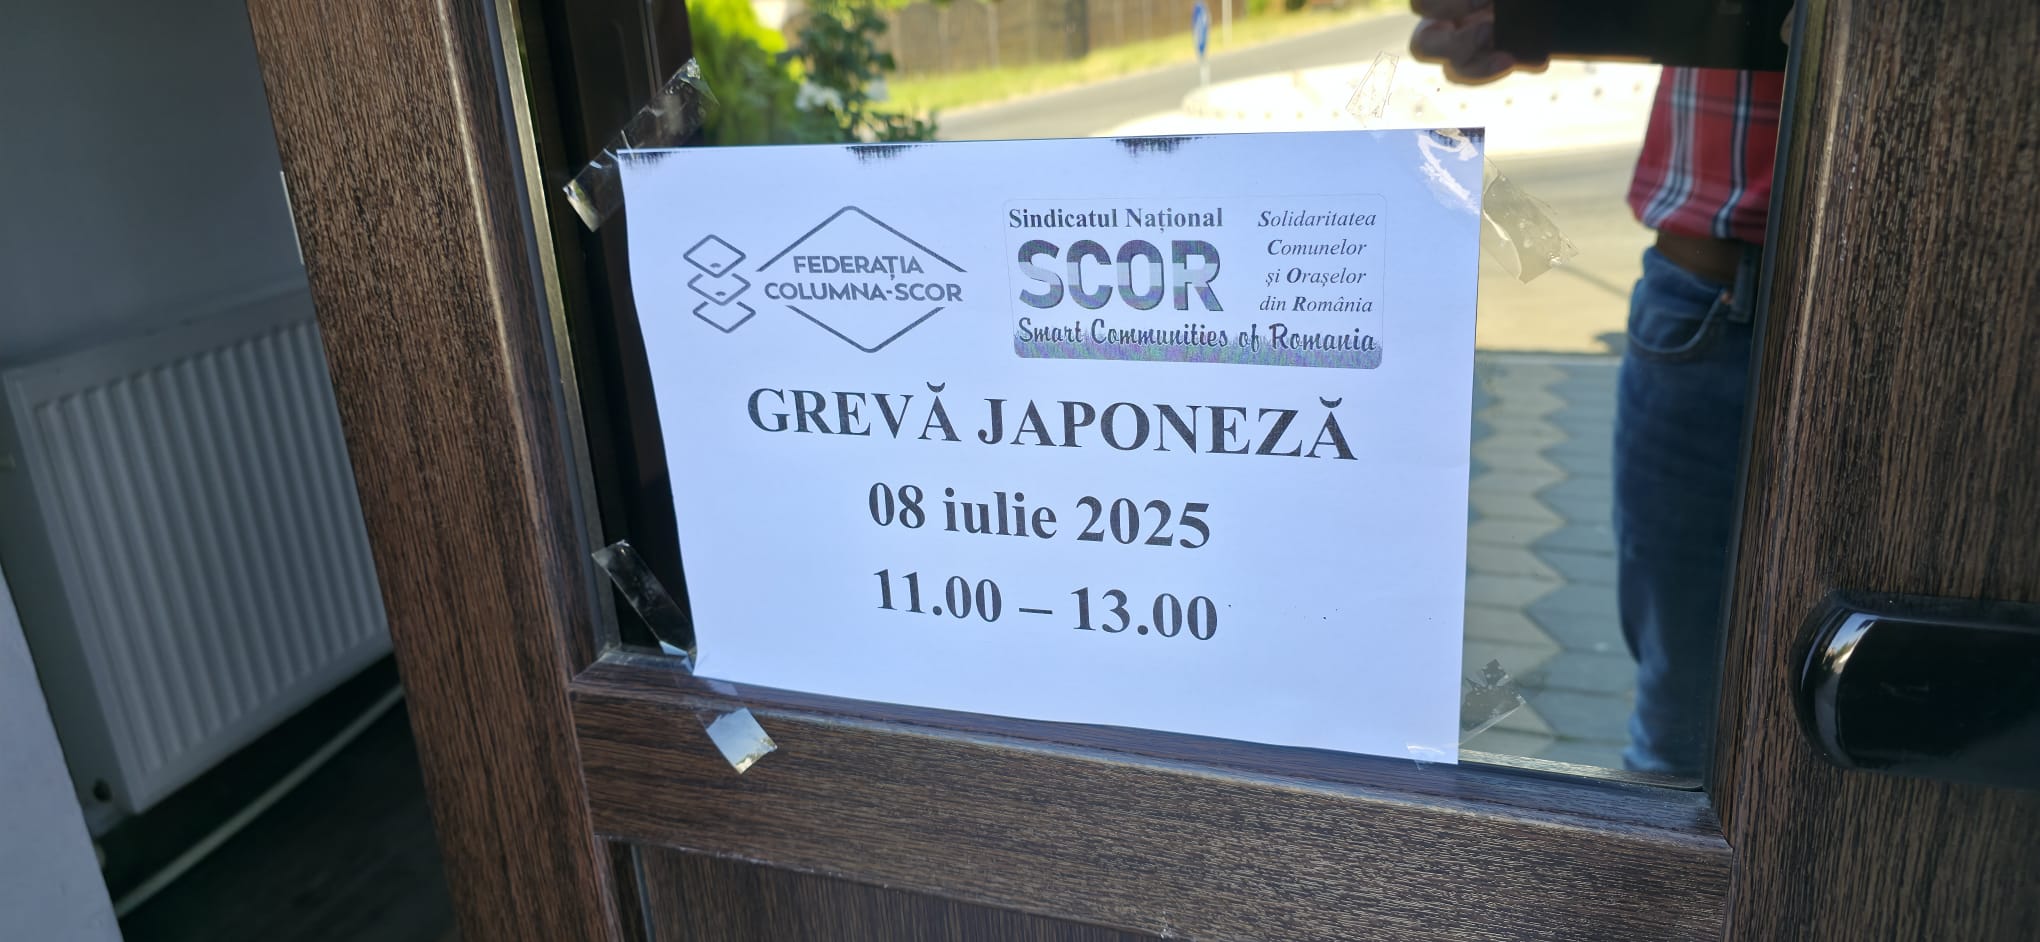 FEDERAȚIA
COLUMNA-SCOR
Sindicatul Național
SCOR
Smart Communities of Romania
Solidaritatea
Comunelor
și Orașelor
din România
GREVĂ JAPONEZĂ
08 iulie 2025
11.00 – 13.00